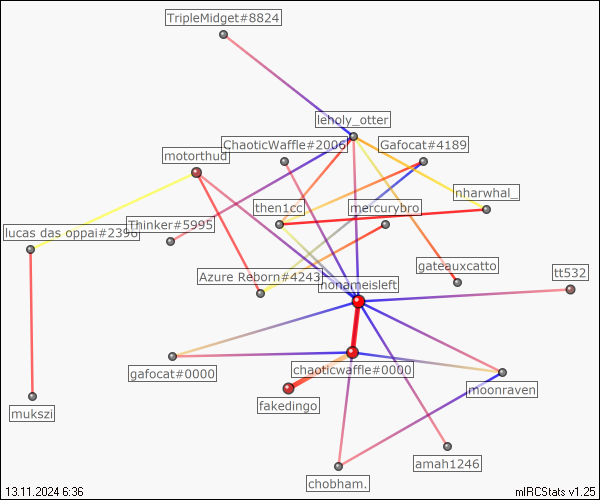 TripleMidget#8824
leholy_otter
ChaoticWaffle#2006
Gafocat#4189
motorthud
nharwhal_
then1cc
mercurybro
Thinker#5995
lucas das oppai#2396
gateauxcatto
tt532
Azure Reborn#4243
nonameisleft
gafocat#0000
chaoticwaffle#0000
moonraven
fakedingo
mukszi
amah1246
chobham.
13.11.2024 6:36
mIRCStats v1.25